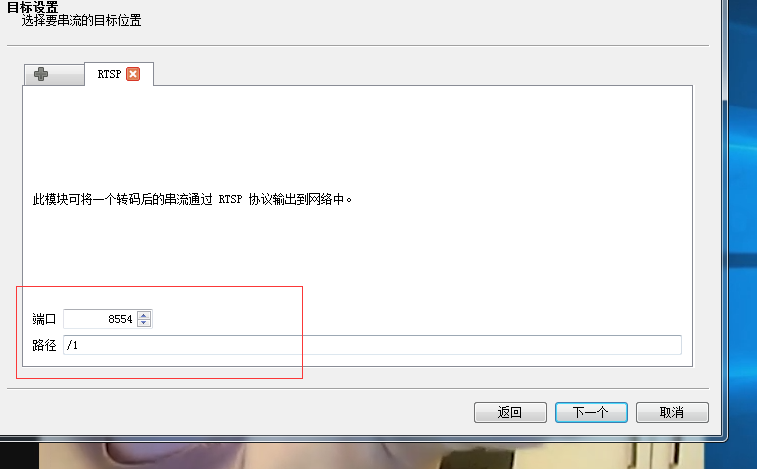 目标设置
选择要串流的目标位置
RTSP
此模块可将一个转码后的串流通过 RTSP 协议输出到网络中。
端口 8554
路径 /1
返回 下一个 取消